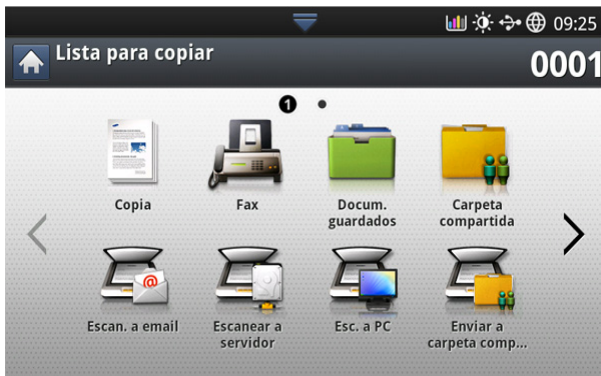 09:25
Lista para copiar
0001
1
Copia
Fax
Docum.
guardados
Carpeta
compartida
@
Escan. a email
Escanear a
servidor
Esc. a PC
Enviar a
carpeta comp...